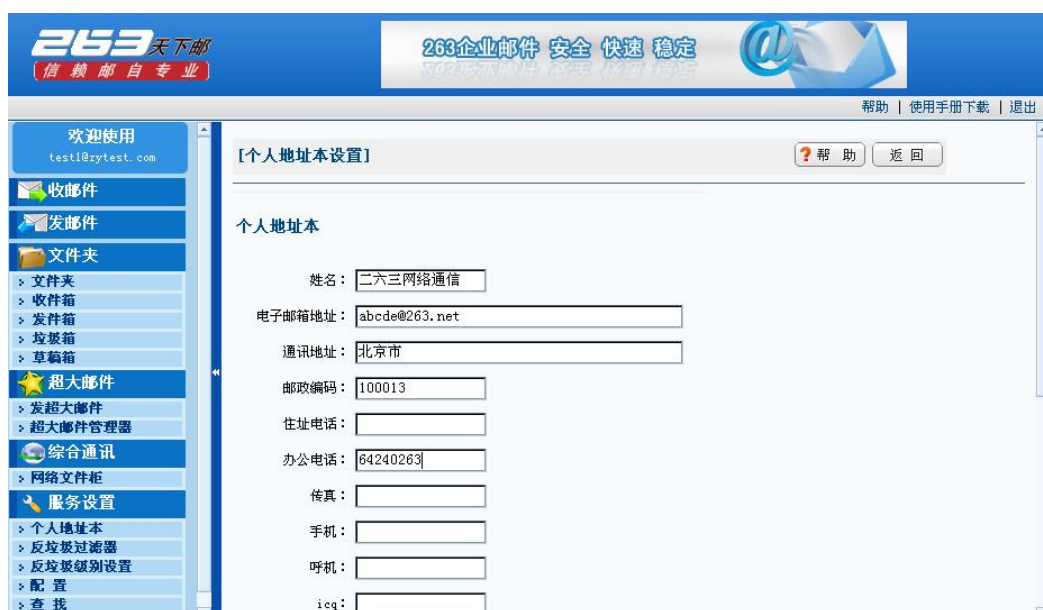 263天下邮
信赖邮自专业
263企业邮件 安全 快速 稳定
帮助 | 使用手册下载 | 退出
欢迎使用
test1@zytest.com
收邮件
发邮件
文件夹
文件夹
收件箱
发件箱
垃圾箱
草稿箱
超大邮件
发超大邮件
超大邮件管理器
综合通讯
网络文件柜
服务设置
个人地址本
反垃圾过滤器
反垃圾级别设置
配 置
查 找
[个人地址本设置]
? 帮 助
返 回
个人地址本
姓名: 二六三网络通信
电子邮箱地址: abcde@263.net
通讯地址: 北京市
邮政编码: 100013
住址电话:
办公电话: 64240263
传真:
手机:
呼机:
icq: